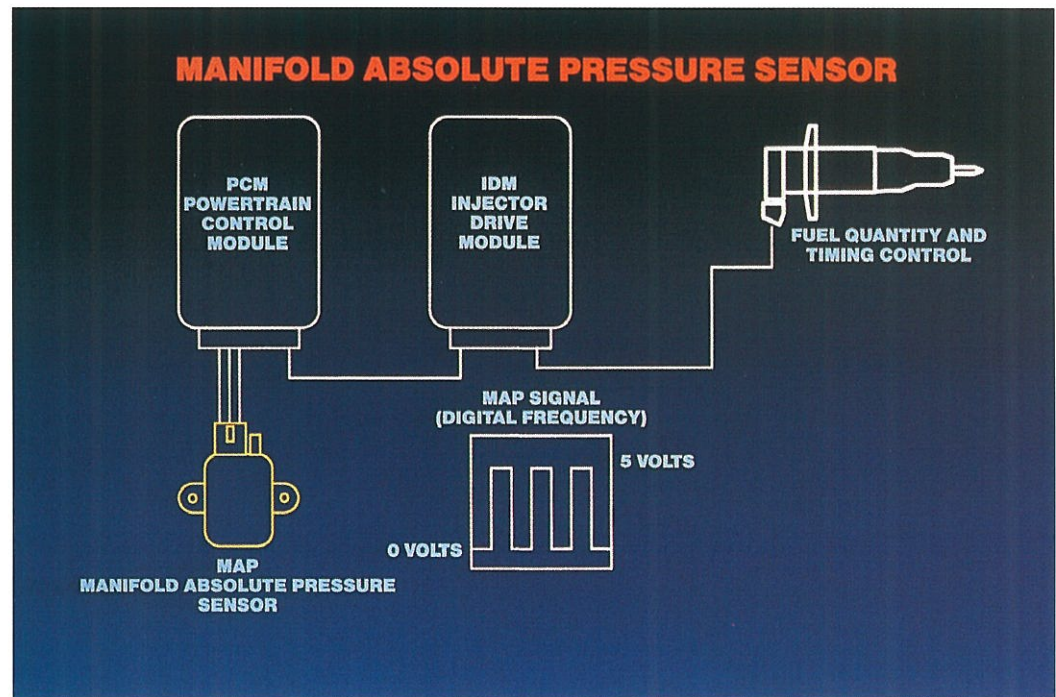 MANIFOLD ABSOLUTE PRESSURE SENSOR
PCM
POWERTRAIN
CONTROL
MODULE
IDM
INJECTOR
DRIVE
MODULE
FUEL QUANTITY AND
TIMING CONTROL
MAP SIGNAL
(DIGITAL FREQUENCY)
5 VOLTS
0 VOLTS
MAP
MANIFOLD ABSOLUTE PRESSURE
SENSOR